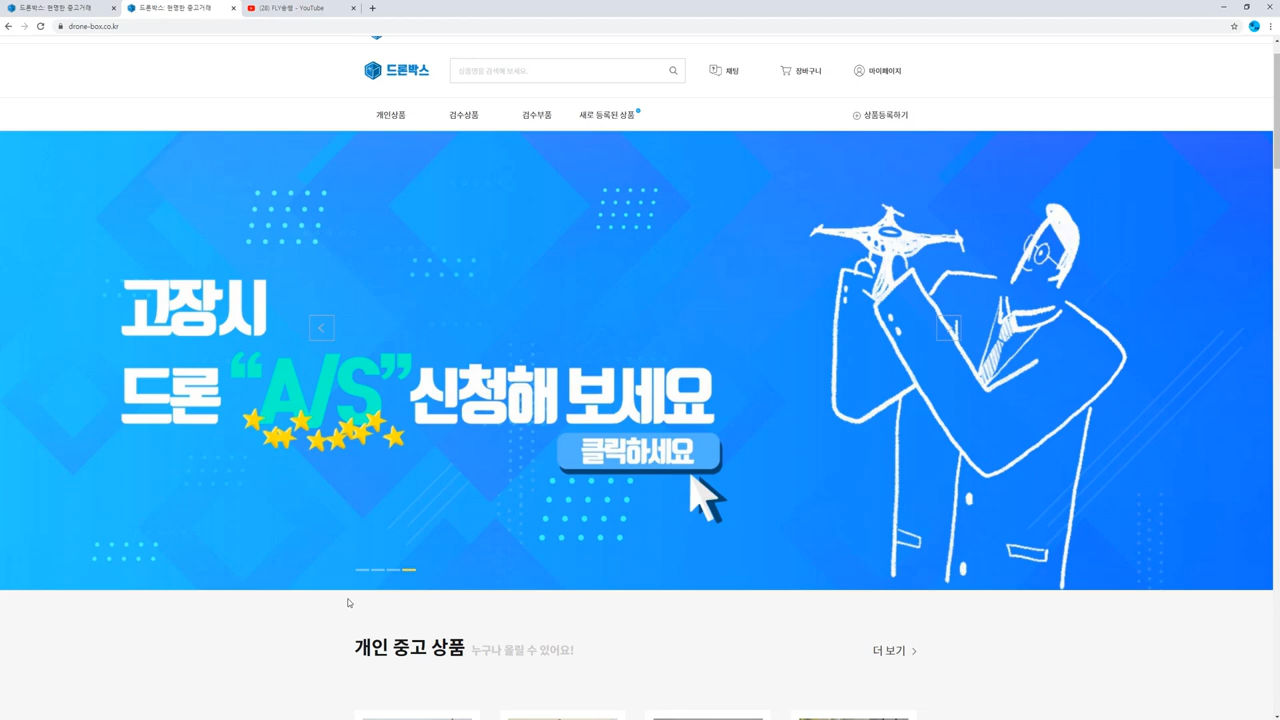 드론박스: 현명한 중고거래
드론박스: 현명한 중고거래
(28) FLY슝쌤 - YouTube
drone-box.co.kr
드론박스
상품명을 검색해 보세요.
채팅
장바구니
마이페이지
개인상품
검수상품
검수부품
새로 등록된 상품
상품등록하기
고장시
드론 “A/S” 신청해 보세요
클릭하세요
개인 중고 상품 누구나 올릴 수 있어요!
더 보기